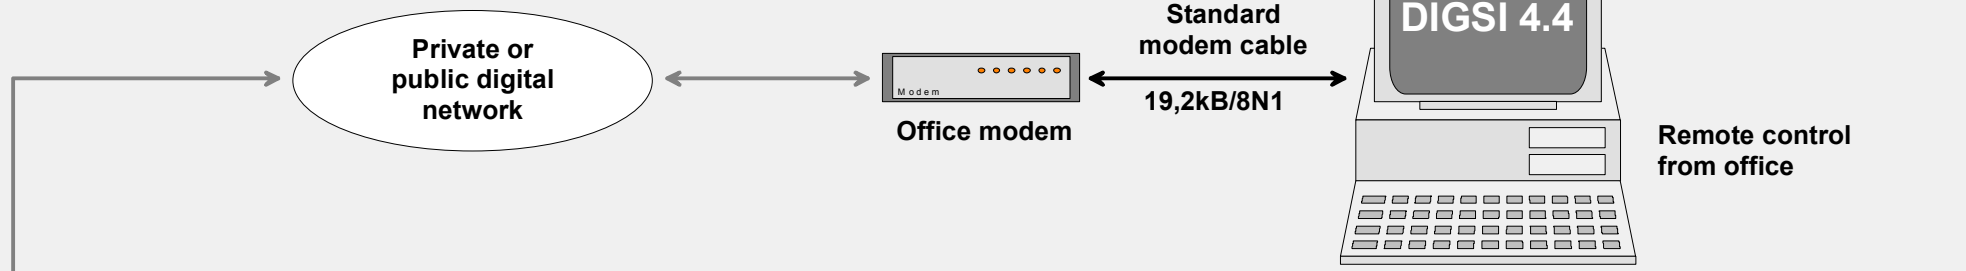 Private or
public digital
network
Modem
Office modem
Standard
modem cable
19,2kB/8N1
DIGSI 4.4
Remote control
from office